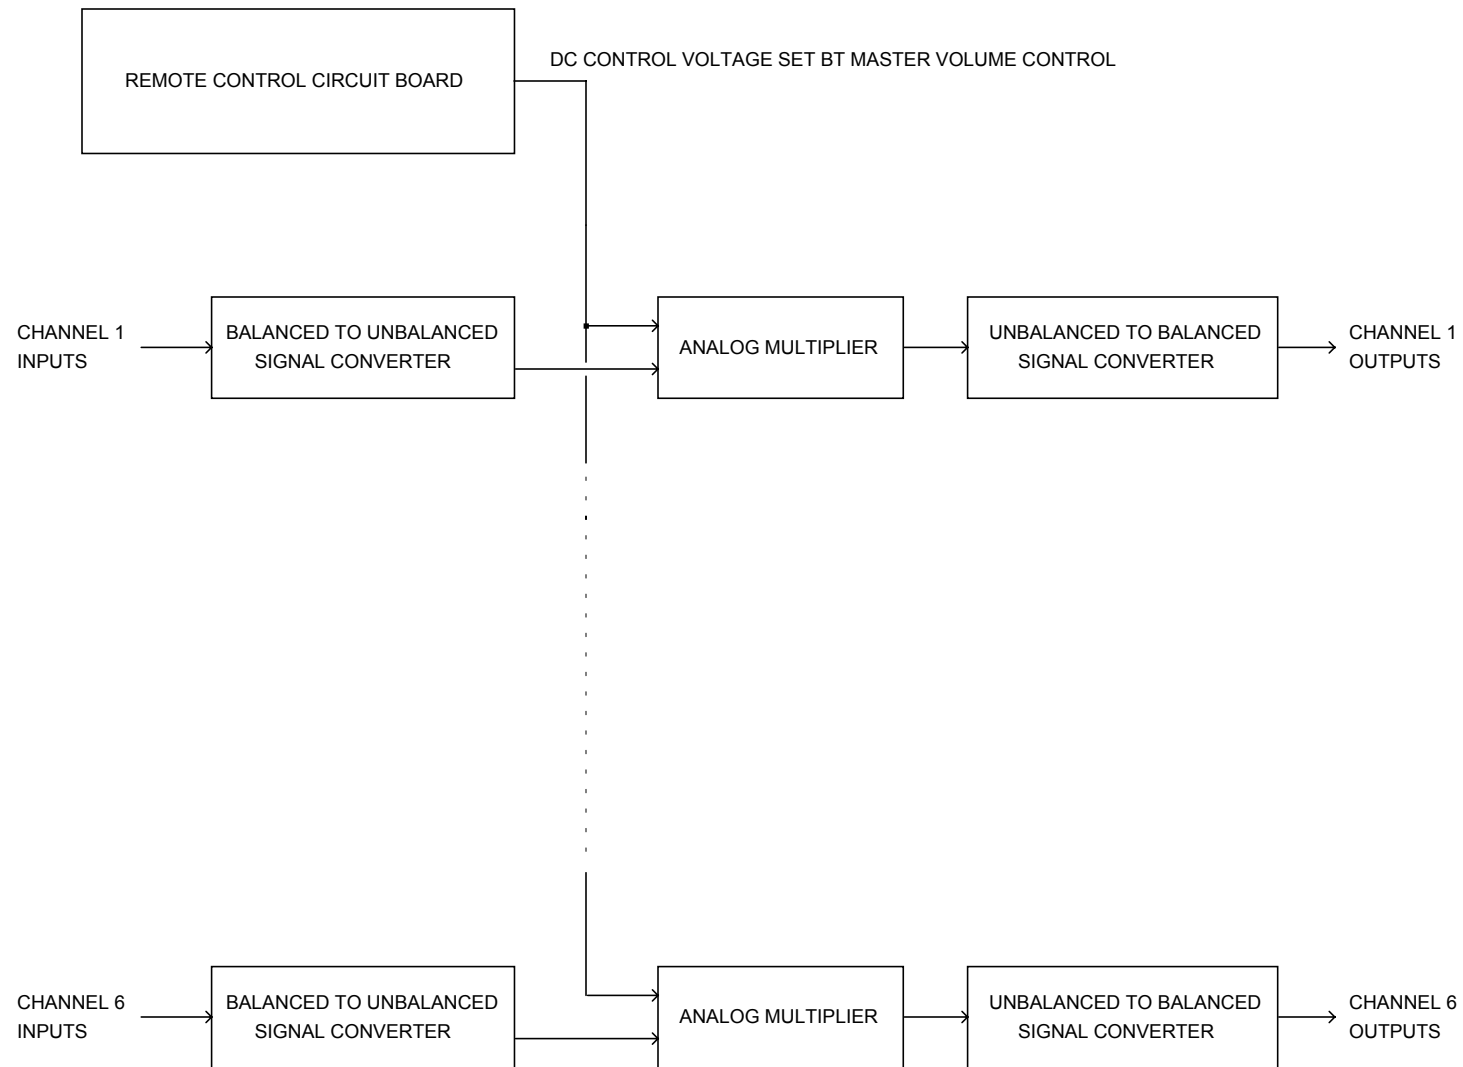 REMOTE CONTROL CIRCUIT BOARD
DC CONTROL VOLTAGE SET BT MASTER VOLUME CONTROL
CHANNEL 1
INPUTS
BALANCED TO UNBALANCED
SIGNAL CONVERTER
ANALOG MULTIPLIER
UNBALANCED TO BALANCED
SIGNAL CONVERTER
CHANNEL 1
OUTPUTS
CHANNEL 6
INPUTS
BALANCED TO UNBALANCED
SIGNAL CONVERTER
ANALOG MULTIPLIER
UNBALANCED TO BALANCED
SIGNAL CONVERTER
CHANNEL 6
OUTPUTS